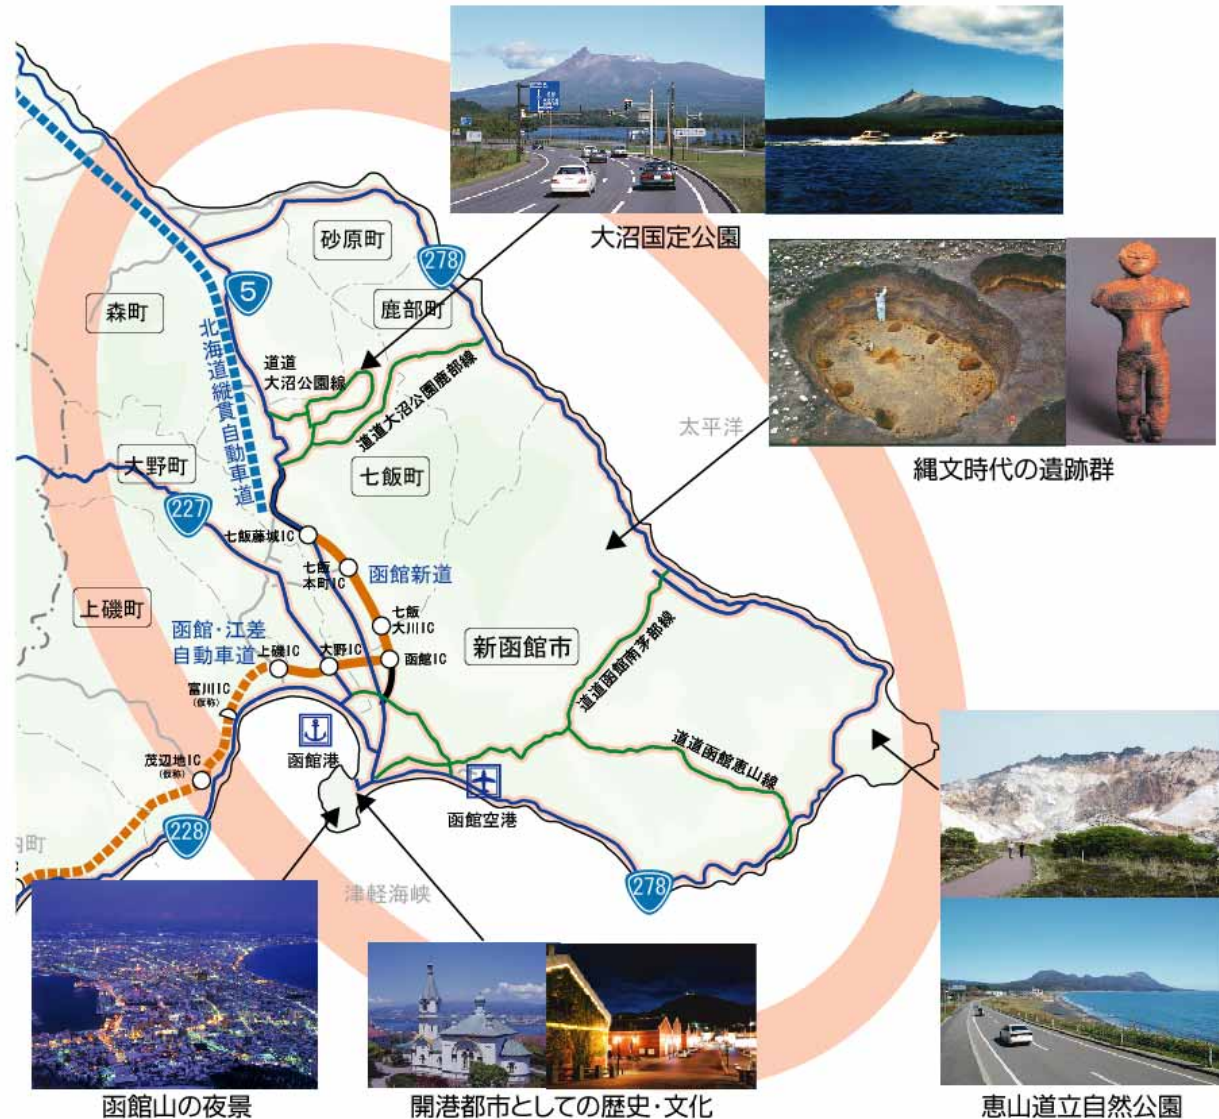 大沼国定公園
砂原町
278
5
鹿部町
森町
北海道縦貫自動車道
道道
大沼公園線
道道大沼公園鹿部線
太平洋
縄文時代の遺跡群
大野町
七飯町
227
七飯藤城IC
七飯
本町IC
函館新道
上磯町
七飯
大川IC
函館・江差
自動車道
上磯IC
大野IC
函館IC
新函館市
道道函館南茅部線
富川IC
(仮称)
函館港
茂辺地IC
(仮称)
道道函館恵山線
函館空港
228
内町
278
津軽海峡
函館山の夜景
開港都市としての歴史・文化
恵山道立自然公園